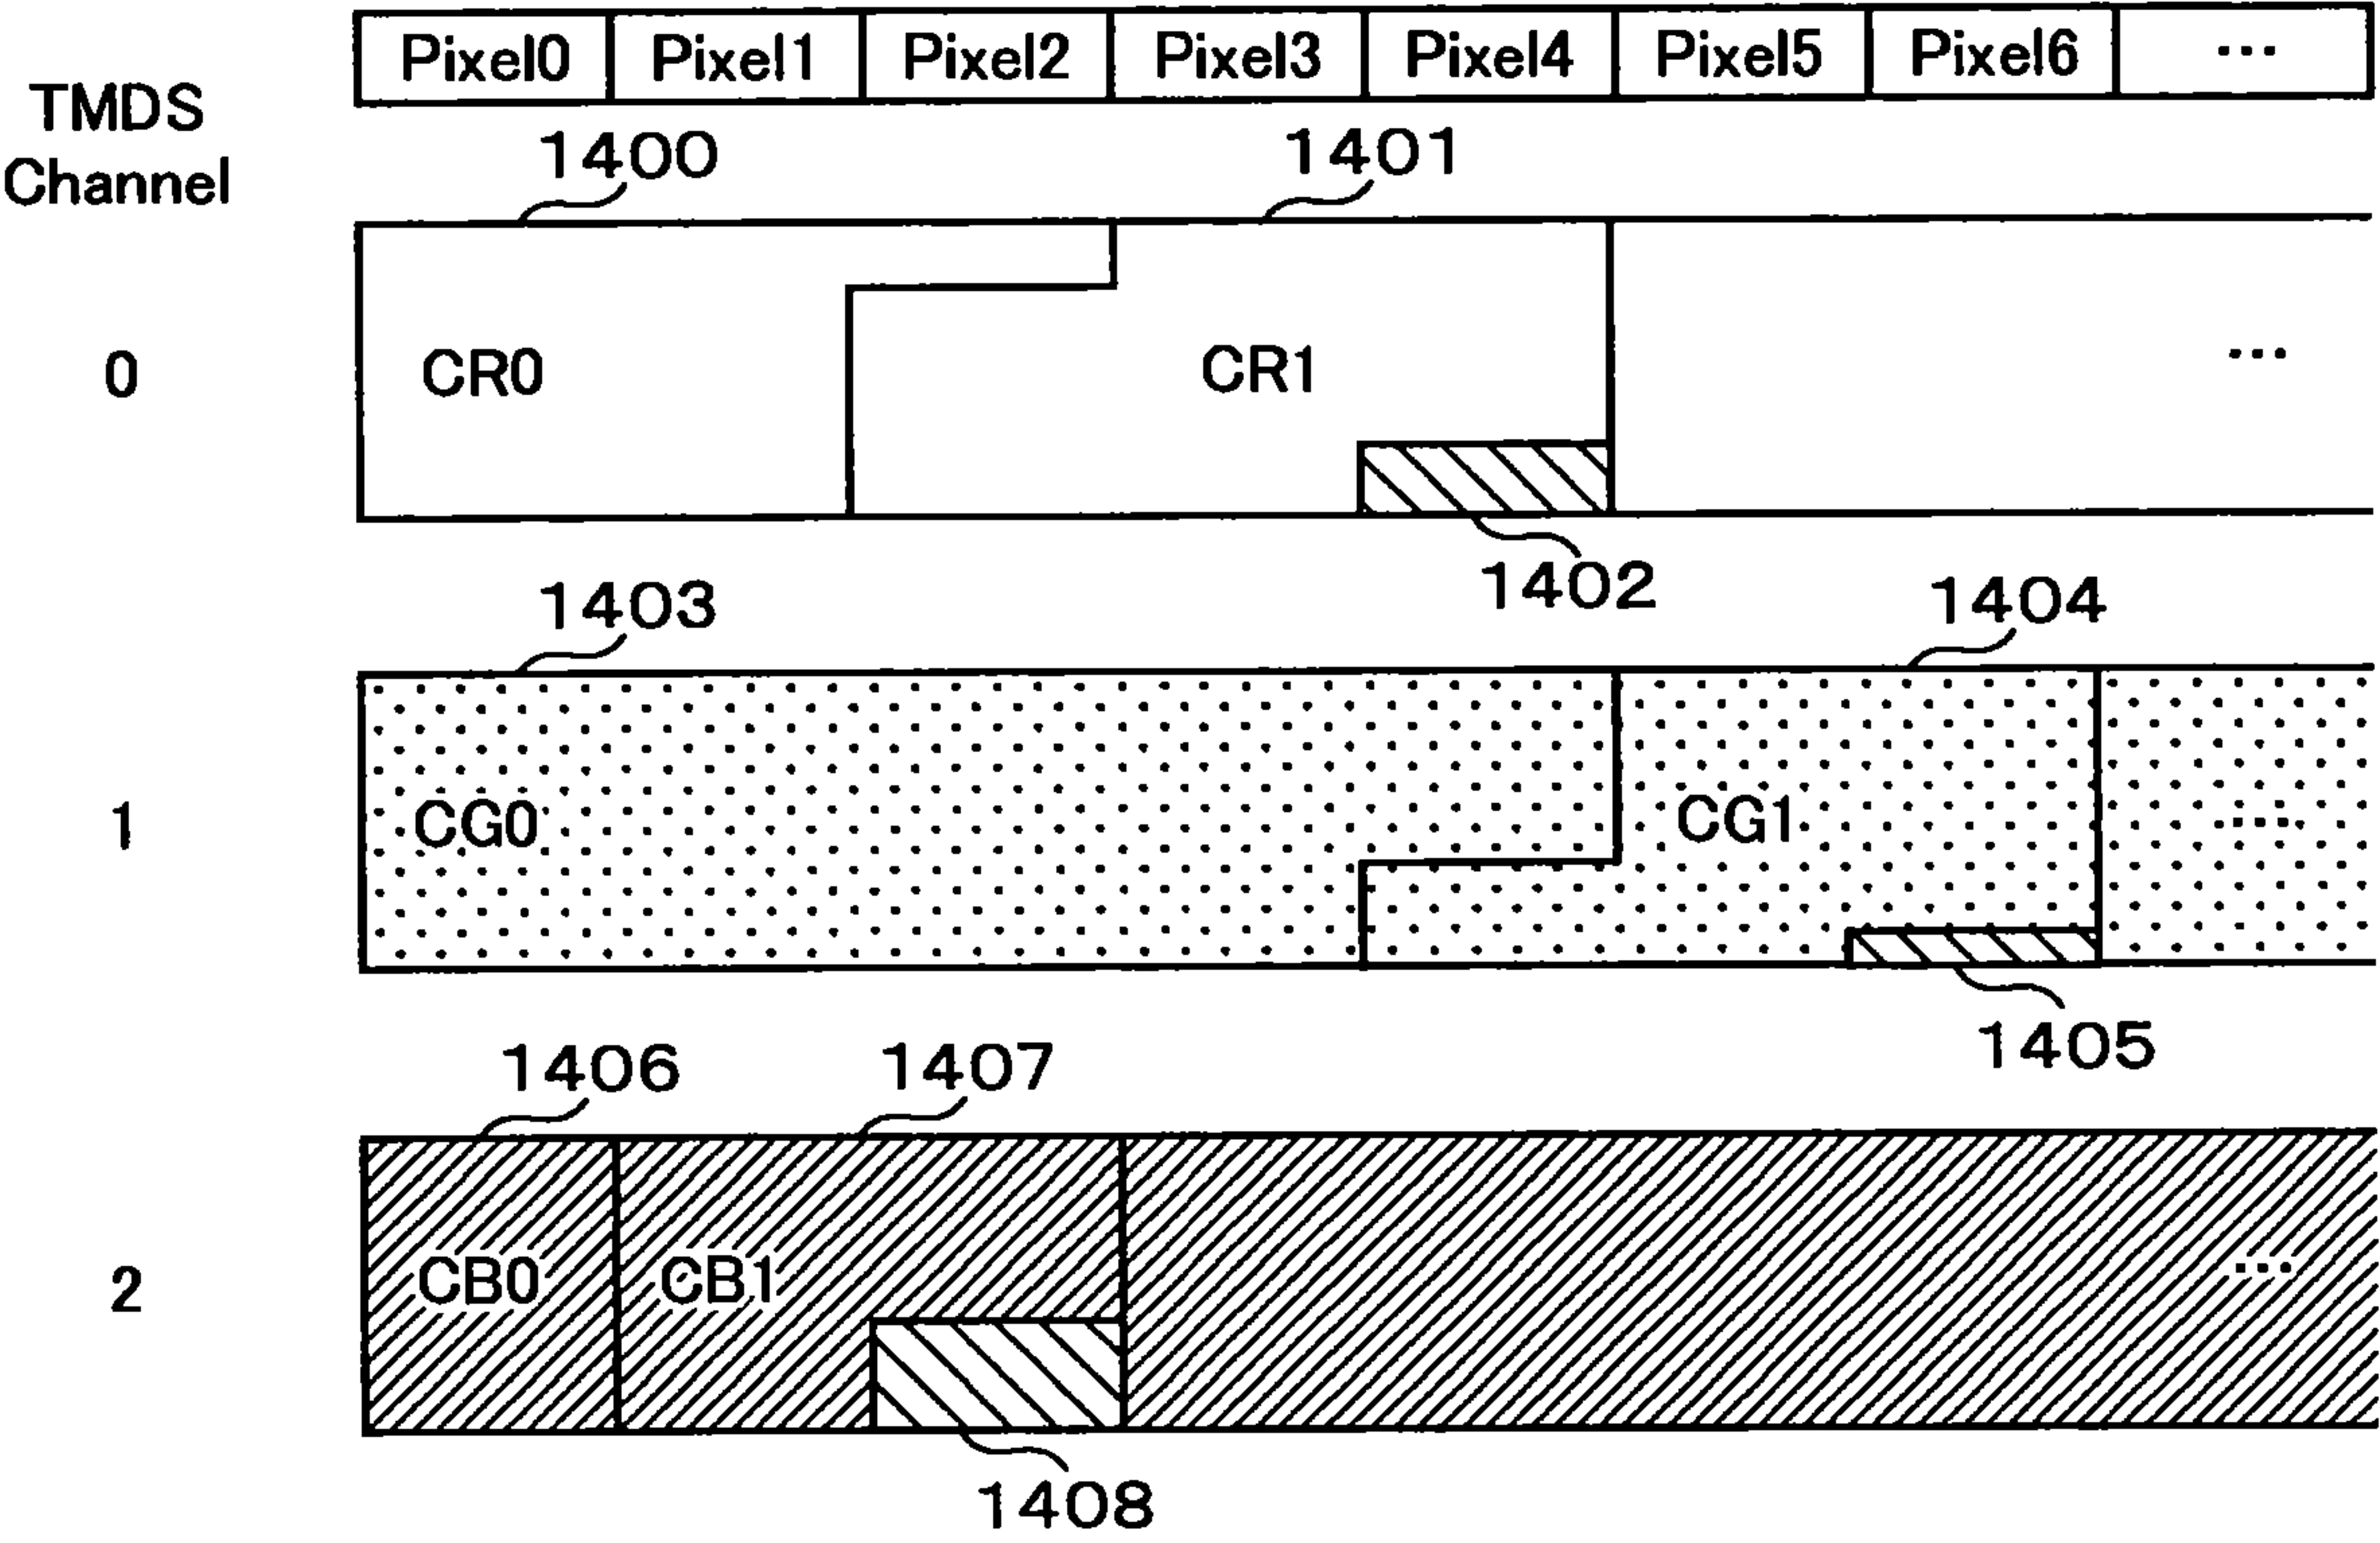 Pixel0 Pixel1 Pixel2 Pixel3 Pixel4 Pixel5 Pixel6 ...
TMDS
Channel
1400 1401
0 CR0 CR1 ...
1402
1403 1404
1 CG0 CG1 ...
1405
1406 1407
2 CB0 CB1 ...
1408